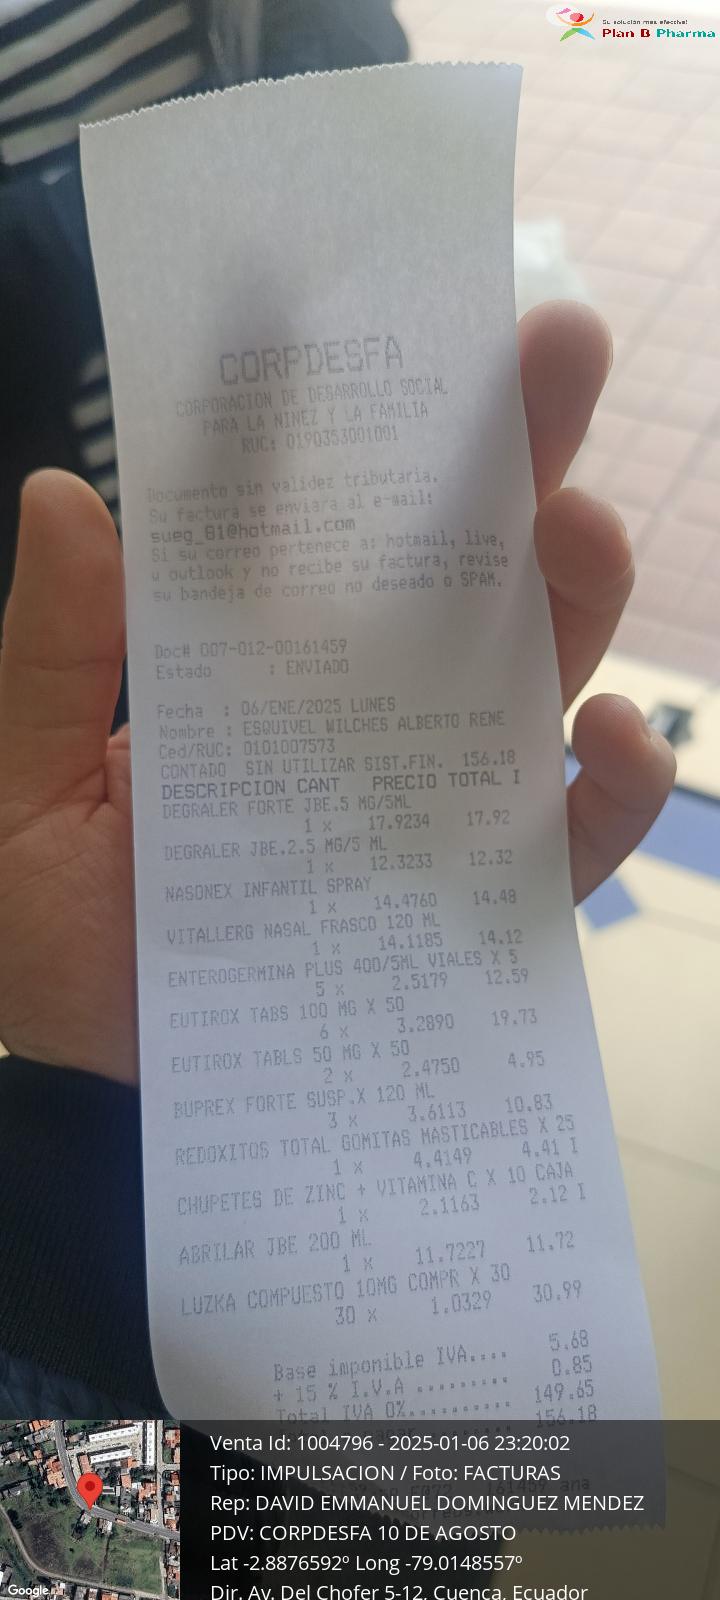 Su solución más efectiva!
Plan B Pharma
CORPDESFA
CORPORACION DE DESARROLLO SOCIAL
PARA LA NINEZ Y LA FAMILIA
RUC: 0190353001001
Documento sin validez tributaria.
Su factura se enviara al e-mail:
sueg_81@hotmail.com
Si su correo pertenece a: hotmail, live,
u outlook y no recibe su factura, revise
su bandeja de correo no deseado o SPAM.
Doc# 007-012-00161459
Estado : ENVIADO
Fecha : 06/ENE/2025 LUNES
Nombre : ESQUIVEL WILCHES ALBERTO RENE
Ced/RUC: 0101007573
CONTADO SIN UTILIZAR SIST.FIN. 156.18
DESCRIPCION CANT PRECIO TOTAL I
DEGRALER FORTE JBE.5 MG/5ML
1 x 17.9234 17.92
DEGRALER JBE.2.5 MG/5 ML
1 x 12.3233 12.32
NASONEX INFANTIL SPRAY
1 x 14.4760 14.48
VITALLERG NASAL FRASCO 120 ML
1 x 14.1185 14.12
ENTEROGERMINA PLUS 400/5ML VIALES X 5
5 x 2.5179 12.59
EUTIROX TABS 100 MG X 50
6 x 3.2890 19.73
EUTIROX TABLS 50 MG X 50
2 x 2.4750 4.95
BUPREX FORTE SUSP.X 120 ML
3 x 3.6113 10.83
REDOXITOS TOTAL GOMITAS MASTICABLES X 25
1 x 4.4149 4.41 I
CHUPETES DE ZINC + VITAMINA C X 10 CAJA
1 x 2.1163 2.12 I
ABRILAR JBE 200 ML
1 x 11.7227 11.72
LUZKA COMPUESTO 10MG COMPR X 30
30 x 1.0329 30.99
Base imponible IVA.... 5.68
+ 15 % I.V.A ......... 0.85
Total IVA 0%.......... 149.65
156.18
Venta Id: 1004796 - 2025-01-06 23:20:02
Tipo: IMPULSACION / Foto: FACTURAS
Rep: DAVID EMMANUEL DOMINGUEZ MENDEZ
PDV: CORPDESFA 10 DE AGOSTO
Lat -2.8876592º Long -79.0148557º
Dir. Av. Del Chofer 5-12, Cuenca, Ecuador
Google